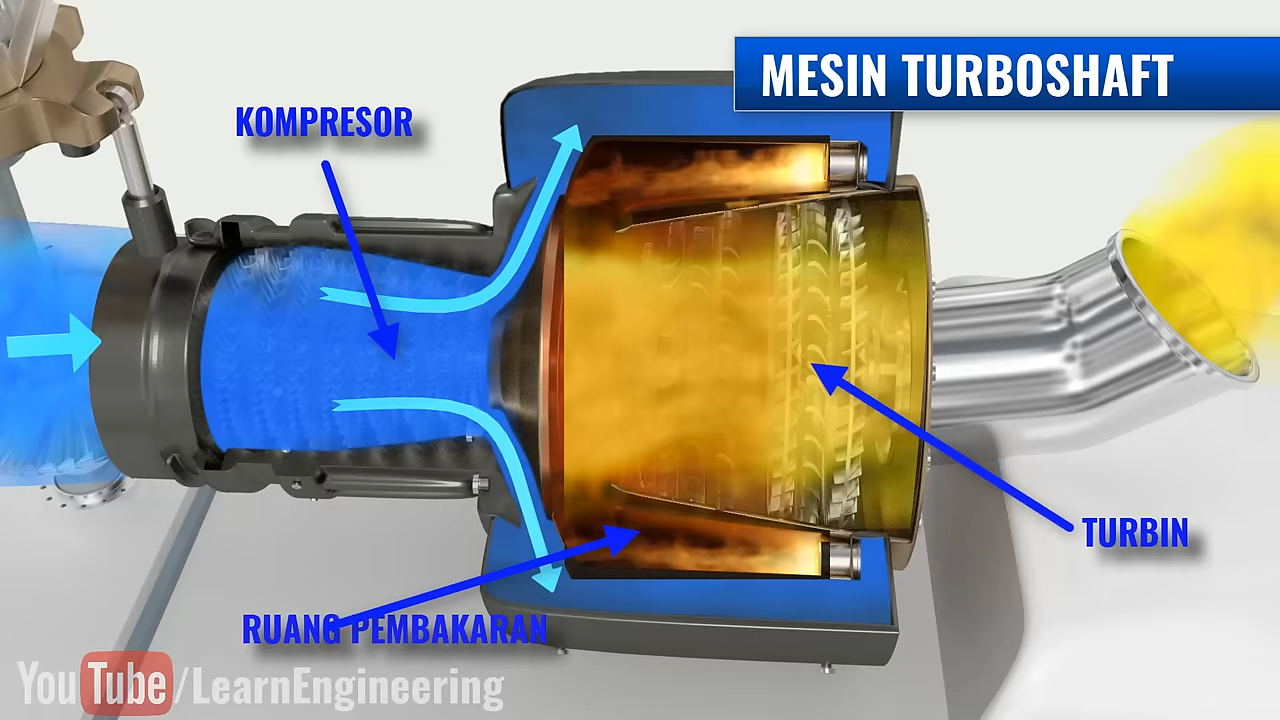 MESIN TURBOSHAFT
KOMPRESOR
TURBIN
RUANG PEMBAKARAN
YouTube/LearnEngineering